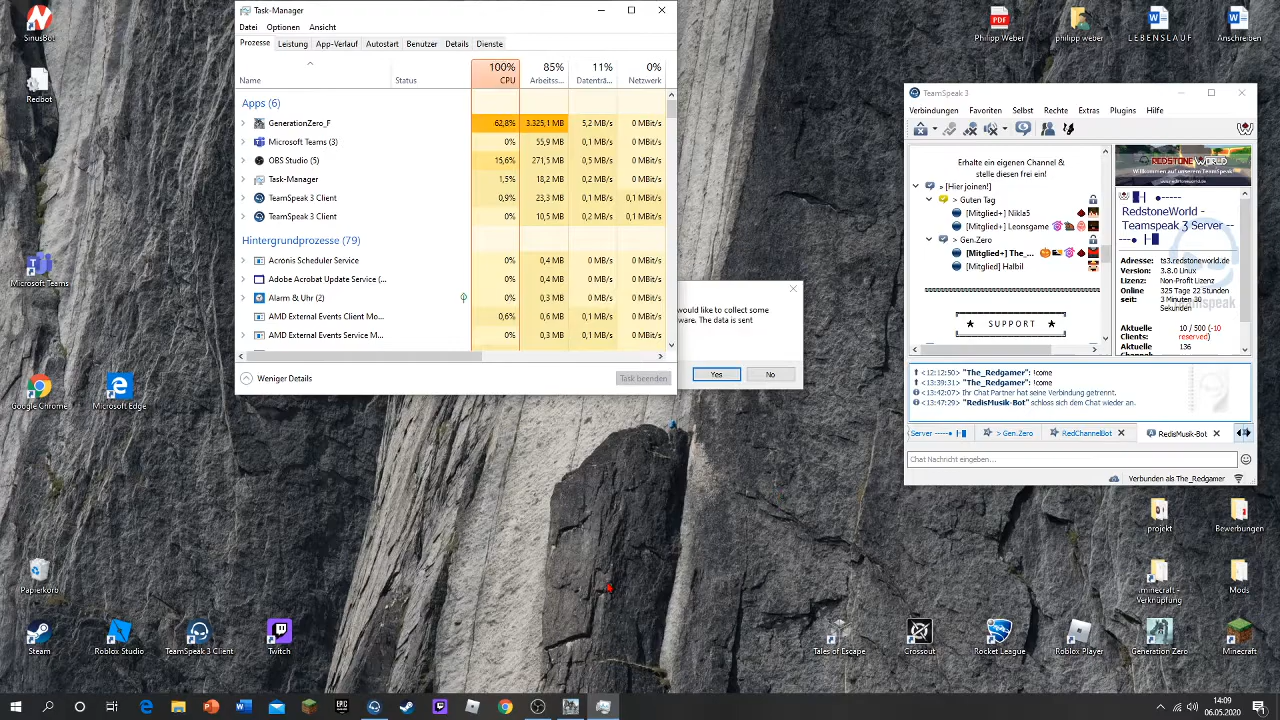 SinusBot
Redbot
Microsoft Teams
Google Chrome
Microsoft Edge
Papierkorb
Steam
Roblox Studio
TeamSpeak 3 Client
Twitch
Task-Manager
Datei Optionen Ansicht
Prozesse Leistung App-Verlauf Autostart Benutzer Details Dienste
100% 85% 11% 0%
Name Status CPU Arbeitss... Datenträ... Netzwerk
Apps (6)
GenerationZero_F 62,8% 3.325,1 MB 5,2 MB/s 0 MBit/s
Microsoft Teams (3) 0% 55,9 MB 0,1 MB/s 0 MBit/s
OBS Studio (5) 15,6% 271,5 MB 0,5 MB/s 0 MBit/s
Task-Manager 1,5% 18,2 MB 0,1 MB/s 0 MBit/s
TeamSpeak 3 Client 0,9% 23,3 MB 0,1 MB/s 0,1 MBit/s
TeamSpeak 3 Client 0% 10,5 MB 0,2 MB/s 0,1 MBit/s
Hintergrundprozesse (79)
Acronis Scheduler Service 0% 0,4 MB 0 MB/s 0 MBit/s
Adobe Acrobat Update Service (... 0% 0,4 MB 0 MB/s 0 MBit/s
Alarm & Uhr (2) 0% 0,3 MB 0 MB/s 0 MBit/s
AMD External Events Client Mo... 0,6% 0,6 MB 0,1 MB/s 0 MBit/s
AMD External Events Service M... 0% 0,3 MB 0,1 MB/s 0 MBit/s
Weniger Details
Task beenden
would like to collect some
ware. The data is sent
Yes No
Philipp Weber
philipp weber
L E B E N S L A U F
Anschreiben
TeamSpeak 3
Verbindungen Favoriten Selbst Rechte Extras Plugins Hilfe
Erhalte ein eigenen Channel &
stelle diesen frei ein!
» [Hier joinen!]
> Guten Tag
[Mitglied+] Nikla5
[Mitglied+] Leonsgame
> Gen.Zero
[Mitglied+] The_...
[Mitglied] Halbil
★ SUPPORT ★
REDSTONE WORLD
Willkommen auf unserem TeamSpeak!
RedstoneWorld -
Teamspeak 3 Server --
Adresse: ts3.redstoneworld.de
Version: 3.8.0 Linux
Lizenz: Non-Profit Lizenz
Online seit: 325 Tage 22 Stunden 3 Minuten 30 Sekunden
Aktuelle Clients: 10 / 500 (-10 reserved)
Aktuelle 136
<12:12:50> "The_Redgamer": !come
<13:39:31> "The_Redgamer": !come
<13:42:07> Ihr Chat Partner hat seine Verbindung getrennt.
<13:47:29> "RedisMusik-Bot" schloss sich dem Chat wieder an.
Server -----● > Gen.Zero RedChannelBot RedisMusik-Bot
Chat Nachricht eingeben...
Verbunden als The_Redgamer
projekt
Bewerbungen
.minecraft -
Verknüpfung
Mods
Tales of Escape
Crossout
Rocket League
Roblox Player
Generation Zero
Minecraft
EPIC
14:09
06.05.2020